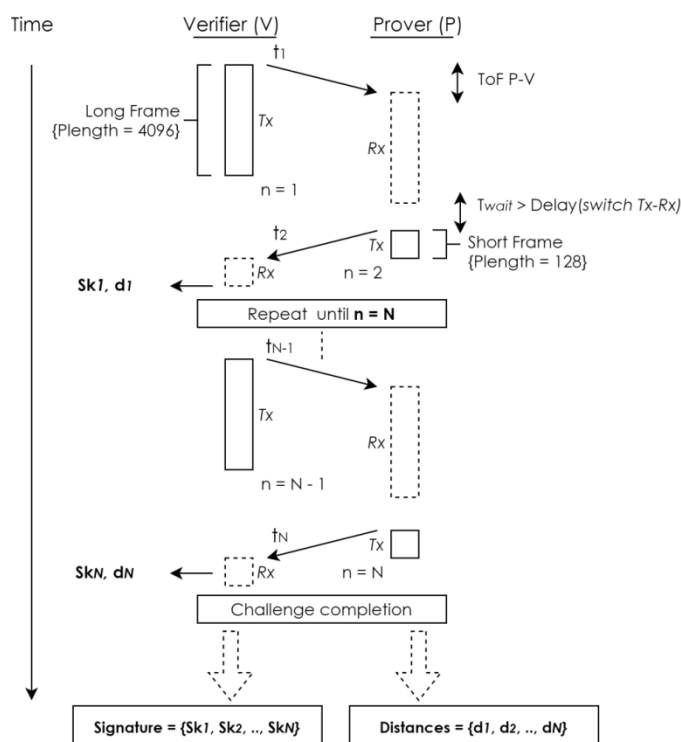 Time
Verifier (V)
Prover (P)
t1
ToF P-V
Long Frame
{Plength = 4096}
Tx
Rx
n = 1
Twait > Delay(switch Tx-Rx)
t2
Tx
Short Frame
{Plength = 128}
Rx
n = 2
Sk1, d1
Repeat until n = N
tN-1
Tx
Rx
n = N - 1
tN
Tx
SkN, dN
Rx
n = N
Challenge completion
Signature = {Sk1, Sk2, .., SkN}
Distances = {d1, d2, .., dN}